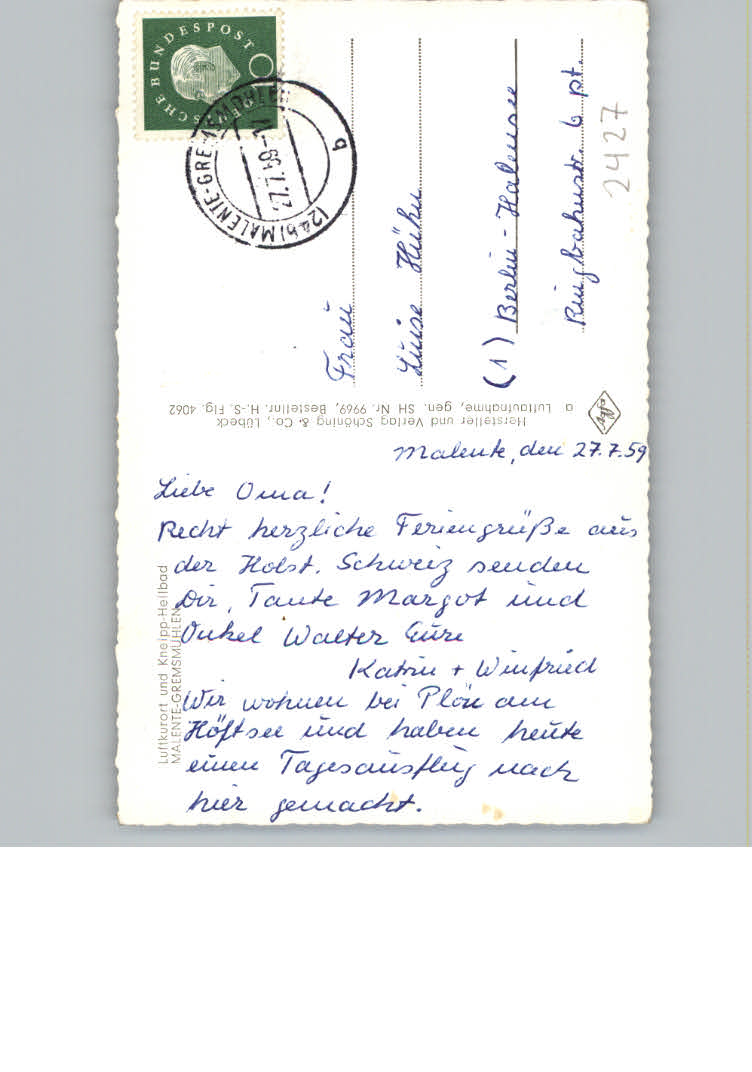 Malente, den 27.7.59
Liebe Oma!
Recht herzliche Feriengrüße aus
der Holst. Schweiz senden
Dir, Tante Margot und
Onkel Walter Eure
Katrin + Winfried
Wir wohnen bei Plön am
Höftsee und haben heute
einen Tagesausflug nach
hier gemacht.
Frau
Luise Hühn
(1) Berlin-Halensee
Ringbahnstr. 6 pt.
2427
Luftkurort und Kneipp-Heilbad
MALENTE-GREMSMÜHLEN
Hersteller und Verlag Schöning & Co., Lübeck
a Luftaufnahme, gen. SH Nr. 9969, Bestellnr. H.-S. Flg. 4062
Agfa
DEUTSCHE BUNDESPOST
(24b) MALENTE-GREMSMÜHLEN
27.7.59